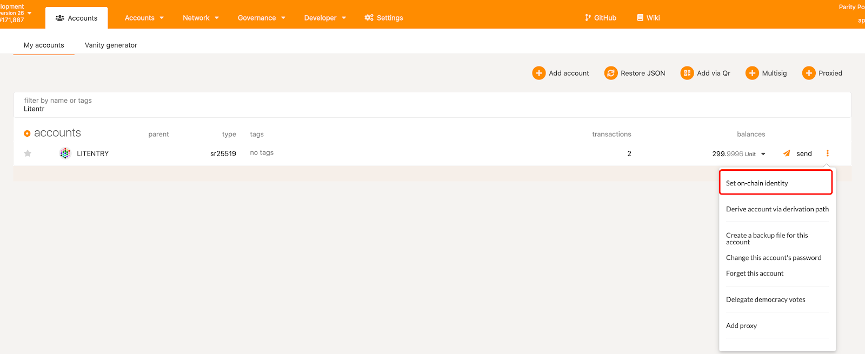 lopment
version 26
#171,887
Accounts
Accounts
Network
Governance
Developer
Settings
GitHub
Wiki
Parity Po
ap
My accounts
Vanity generator
Add account
Restore JSON
Add via Qr
Multisig
Proxied
filter by name or tags
Litentr
accounts
parent
type
tags
transactions
balances
LITENTRY
sr25519
no tags
2
299.9995 Unit
send
Set on-chain identity
Derive account via derivation path
Create a backup file for this
account
Change this account's password
Forget this account
Delegate democracy votes
Add proxy